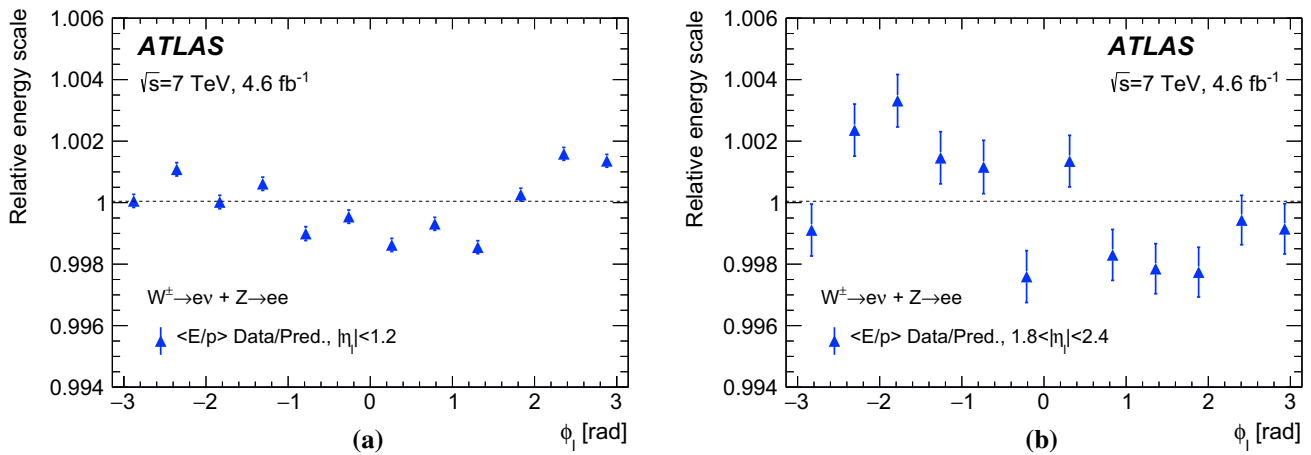 Relative energy scale
1.006
1.004
1.002
1
0.998
0.996
0.994
ATLAS
√s=7 TeV, 4.6 fb⁻¹
W±→eν + Z→ee
<E/p> Data/Pred., |ηₗ|<1.2
−3 −2 −1 0 1 2 3
ϕₗ [rad]
(a)
Relative energy scale
1.006
1.004
1.002
1
0.998
0.996
0.994
ATLAS
√s=7 TeV, 4.6 fb⁻¹
W±→eν + Z→ee
<E/p> Data/Pred., 1.8<|ηₗ|<2.4
−3 −2 −1 0 1 2 3
ϕₗ [rad]
(b)